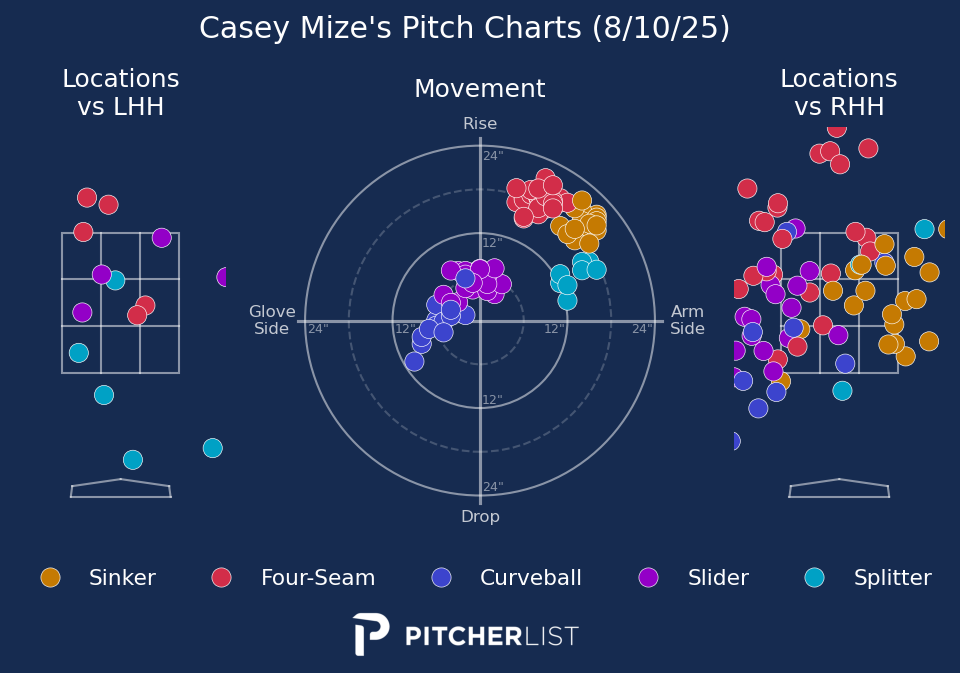 Casey Mize's Pitch Charts (8/10/25)
Locations
vs LHH
Movement
Locations
vs RHH
Rise
24"
12"
Glove
Side
24"
12"
12"
24"
Arm
Side
12"
24"
Drop
Sinker
Four-Seam
Curveball
Slider
Splitter
PITCHERLIST